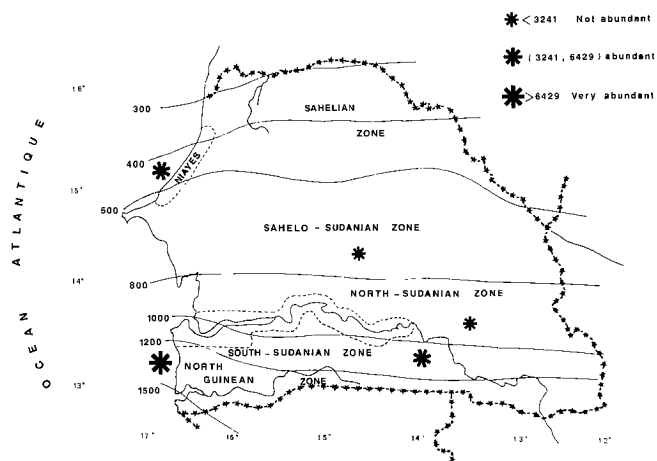 < 3241 Not abundant
( 3241 , 6429 ) abundant
> 6429 Very abundant
16°
300
SAHELIAN
ZONE
400
NIAYES
15°
500
SAHELO - SUDANIAN ZONE
14°
800
NORTH - SUDANIAN ZONE
1000
1200
SOUTH - SUDANIAN ZONE
NORTH
GUINEAN
ZONE
13°
1500
17° 16° 15° 14° 13° 12°
OCEAN ATLANTIQUE